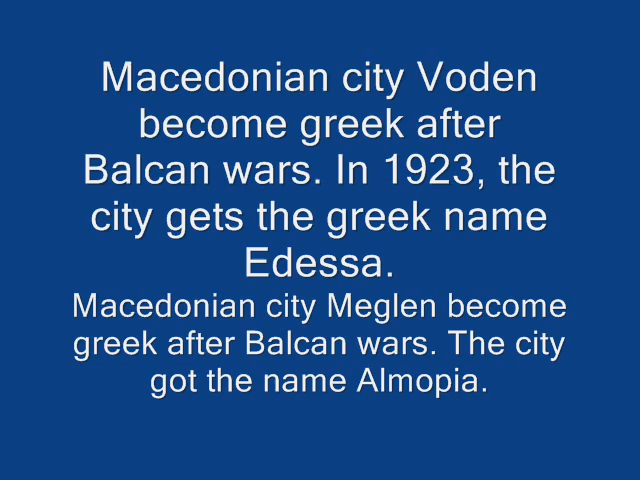 Macedonian city Voden
become greek after
Balcan wars. In 1923, the
city gets the greek name
Edessa.
Macedonian city Meglen become
greek after Balcan wars. The city
got the name Almopia.